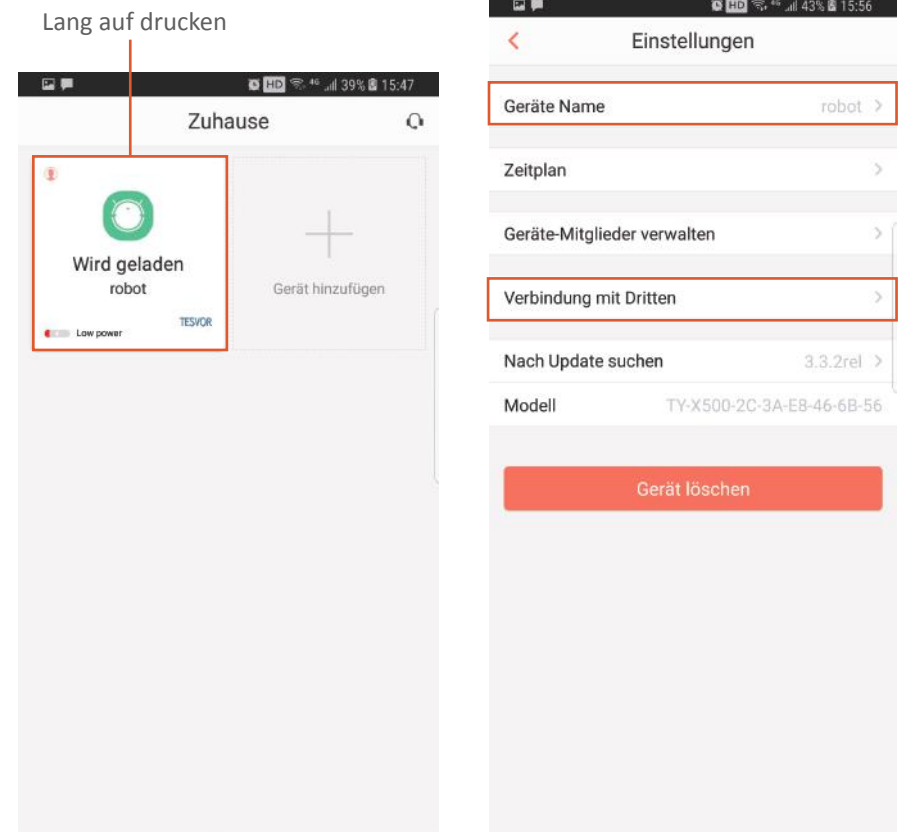 Lang auf drucken
HD 4G 39% 15:47
Zuhause
Wird geladen
robot
TESVOR
Low power
Gerät hinzufügen
HD 4G 43% 15:56
Einstellungen
Geräte Name robot >
Zeitplan >
Geräte-Mitglieder verwalten >
Verbindung mit Dritten >
Nach Update suchen 3.3.2rel >
Modell TY-X500-2C-3A-E8-46-6B-56
Gerät löschen